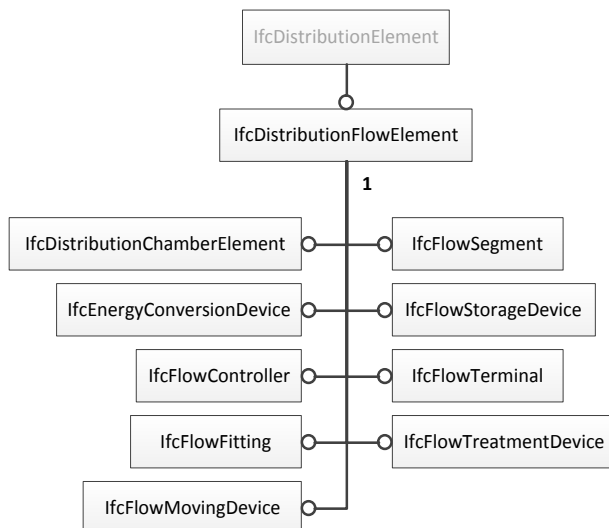 IfcDistributionElement
IfcDistributionFlowElement
1
IfcDistributionChamberElement
IfcFlowSegment
IfcEnergyConversionDevice
IfcFlowStorageDevice
IfcFlowController
IfcFlowTerminal
IfcFlowFitting
IfcFlowTreatmentDevice
IfcFlowMovingDevice